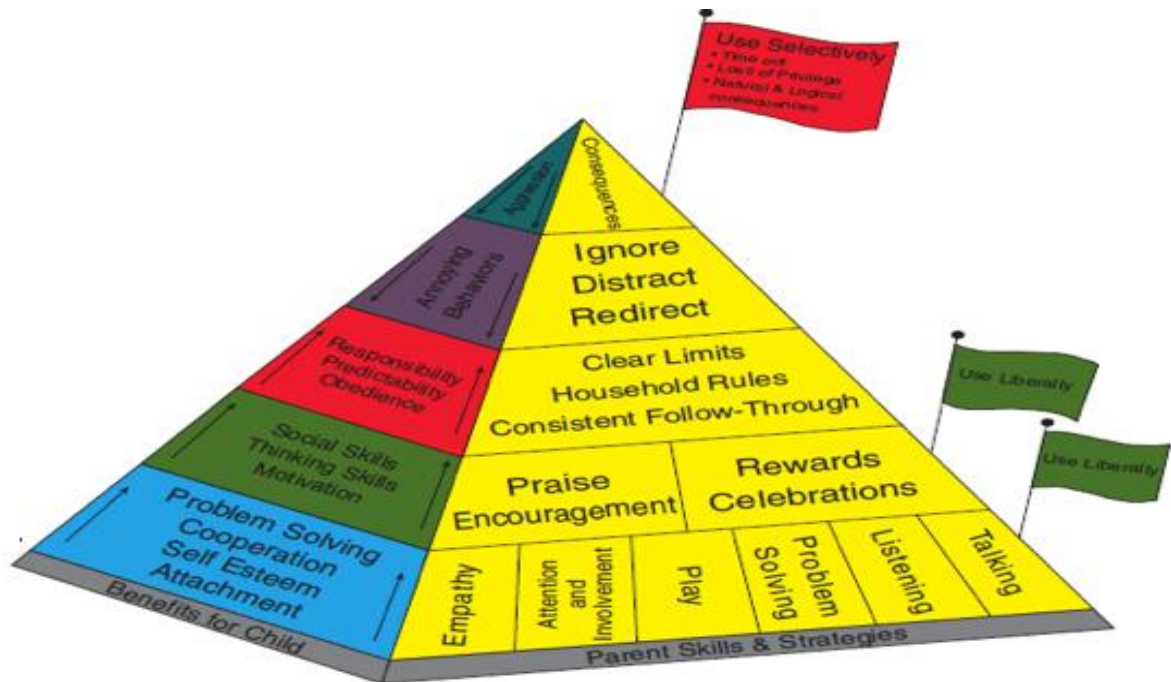 Use Selectively
• Time out
• Loss of Privilege
• Natural & Logical
consequences
Aggression
Consequences
Annoying
Behaviors
Ignore
Distract
Redirect
Responsibility
Predictability
Obedience
Clear Limits
Household Rules
Consistent Follow-Through
Use Liberally
Social Skills
Thinking Skills
Motivation
Praise
Encouragement
Rewards
Celebrations
Use Liberally
Problem Solving
Cooperation
Self Esteem
Attachment
Empathy
Attention
and
Involvement
Play
Problem
Solving
Listening
Talking
Benefits for Child
Parent Skills & Strategies